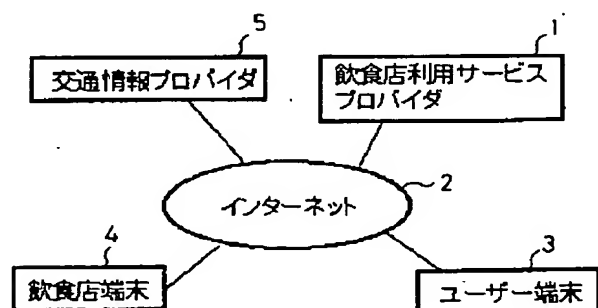 5
交通情報プロバイダ
1
飲食店利用サービス
プロバイダ
インターネット
2
4
飲食店端末
3
ユーザー端末